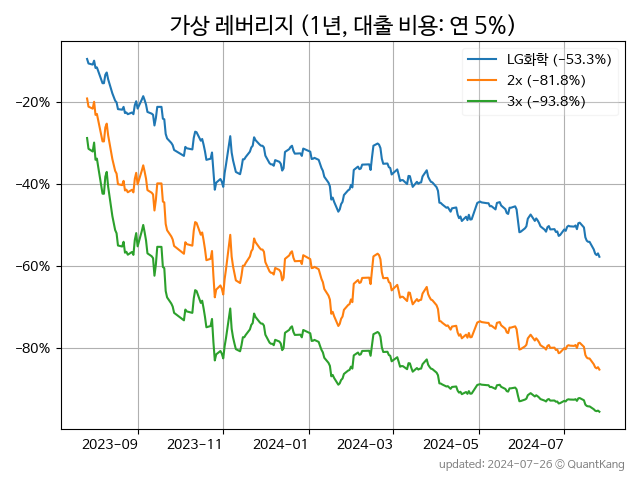 가상 레버리지 (1년, 대출 비용: 연 5%)
LG화학 (−53.3%)
2x (−81.8%)
3x (−93.8%)
−20%
−40%
−60%
−80%
2023−09 2023−11 2024−01 2024−03 2024−05 2024−07
updated: 2024−07−26 © QuantKang